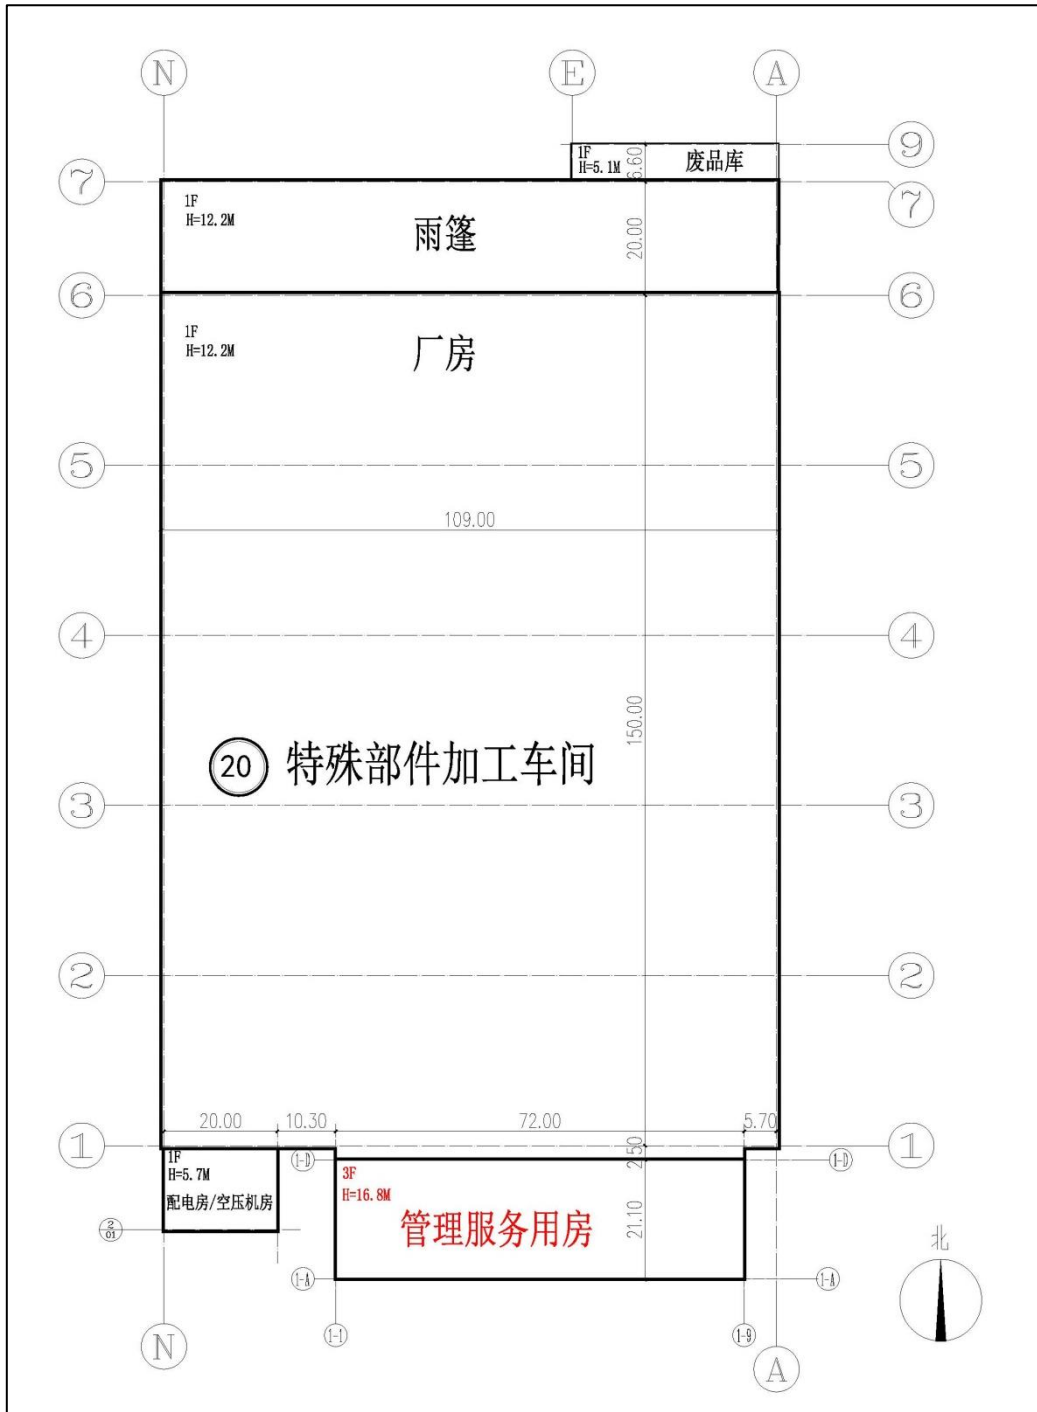 N
E
A
9
1F
H=5.1M
6.60
废品库
7
7
1F
H=12.2M
雨篷
20.00
6
6
1F
H=12.2M
厂房
5
5
109.00
4
4
150.00
20
特殊部件加工车间
3
3
2
2
20.00
10.30
72.00
5.70
1
1
1F
H=5.7M
配电房/空压机房
1-D
2.50
1-D
3F
H=16.8M
管理服务用房
21.10
2
01
北
1-A
1-A
1-1
1-9
N
A